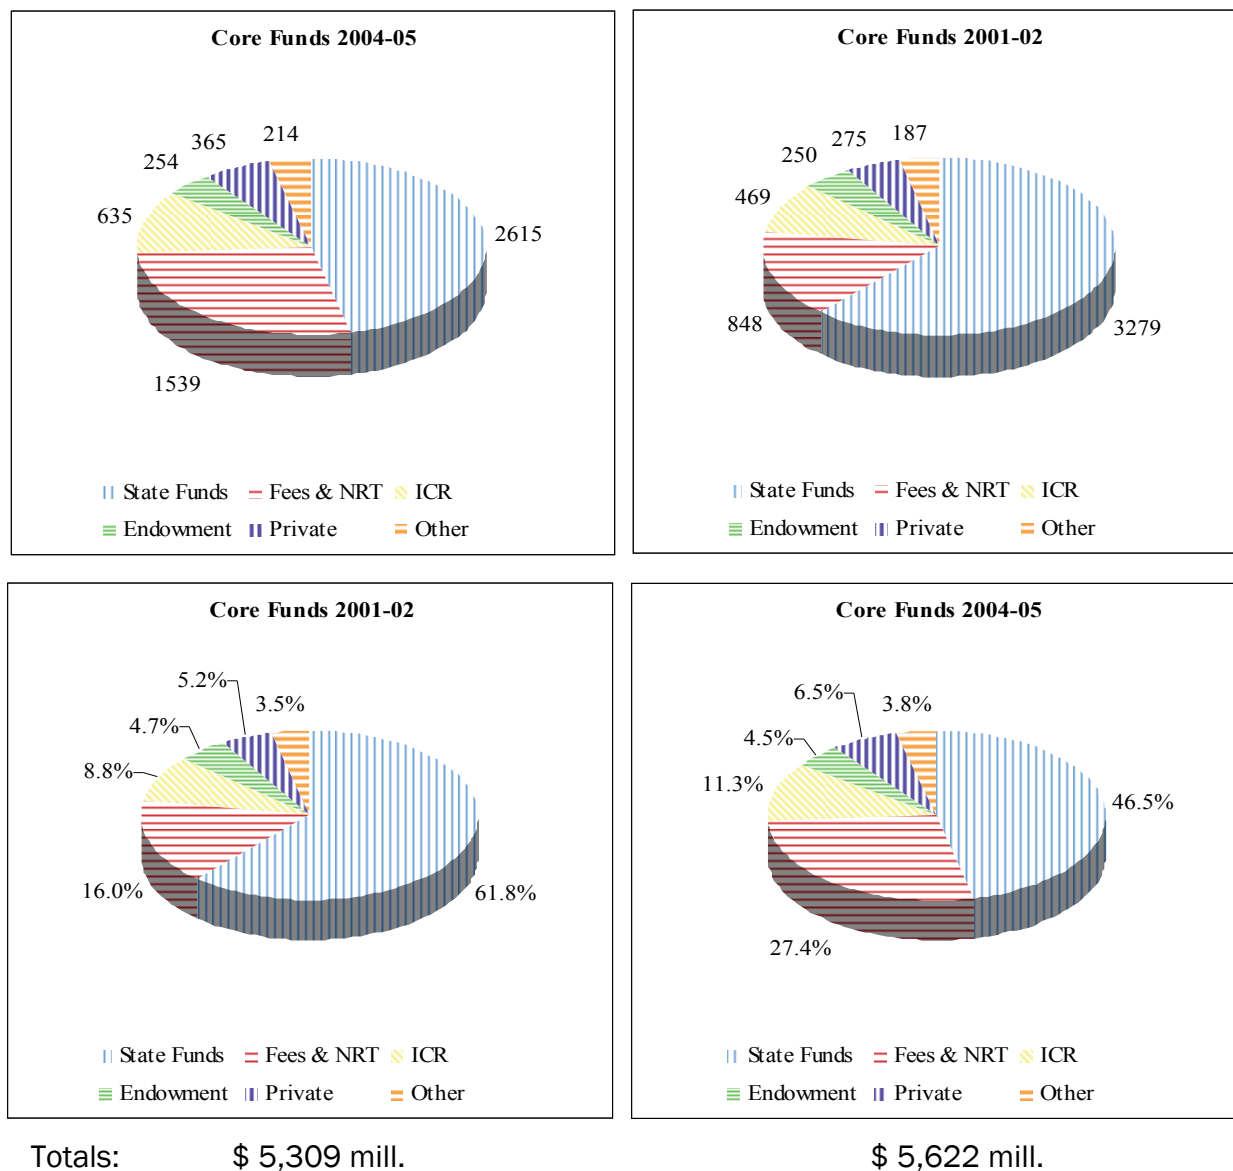 Core Funds 2004-05
214
365
254
635
2615
1539
State Funds Fees & NRT ICR
Endowment Private Other
Core Funds 2001-02
187
275
250
469
848
3279
State Funds Fees & NRT ICR
Endowment Private Other
Core Funds 2001-02
5.2%
3.5%
4.7%
8.8%
16.0%
61.8%
State Funds Fees & NRT ICR
Endowment Private Other
Core Funds 2004-05
6.5%
3.8%
4.5%
11.3%
46.5%
27.4%
State Funds Fees & NRT ICR
Endowment Private Other
Totals: $ 5,309 mill. $ 5,622 mill.